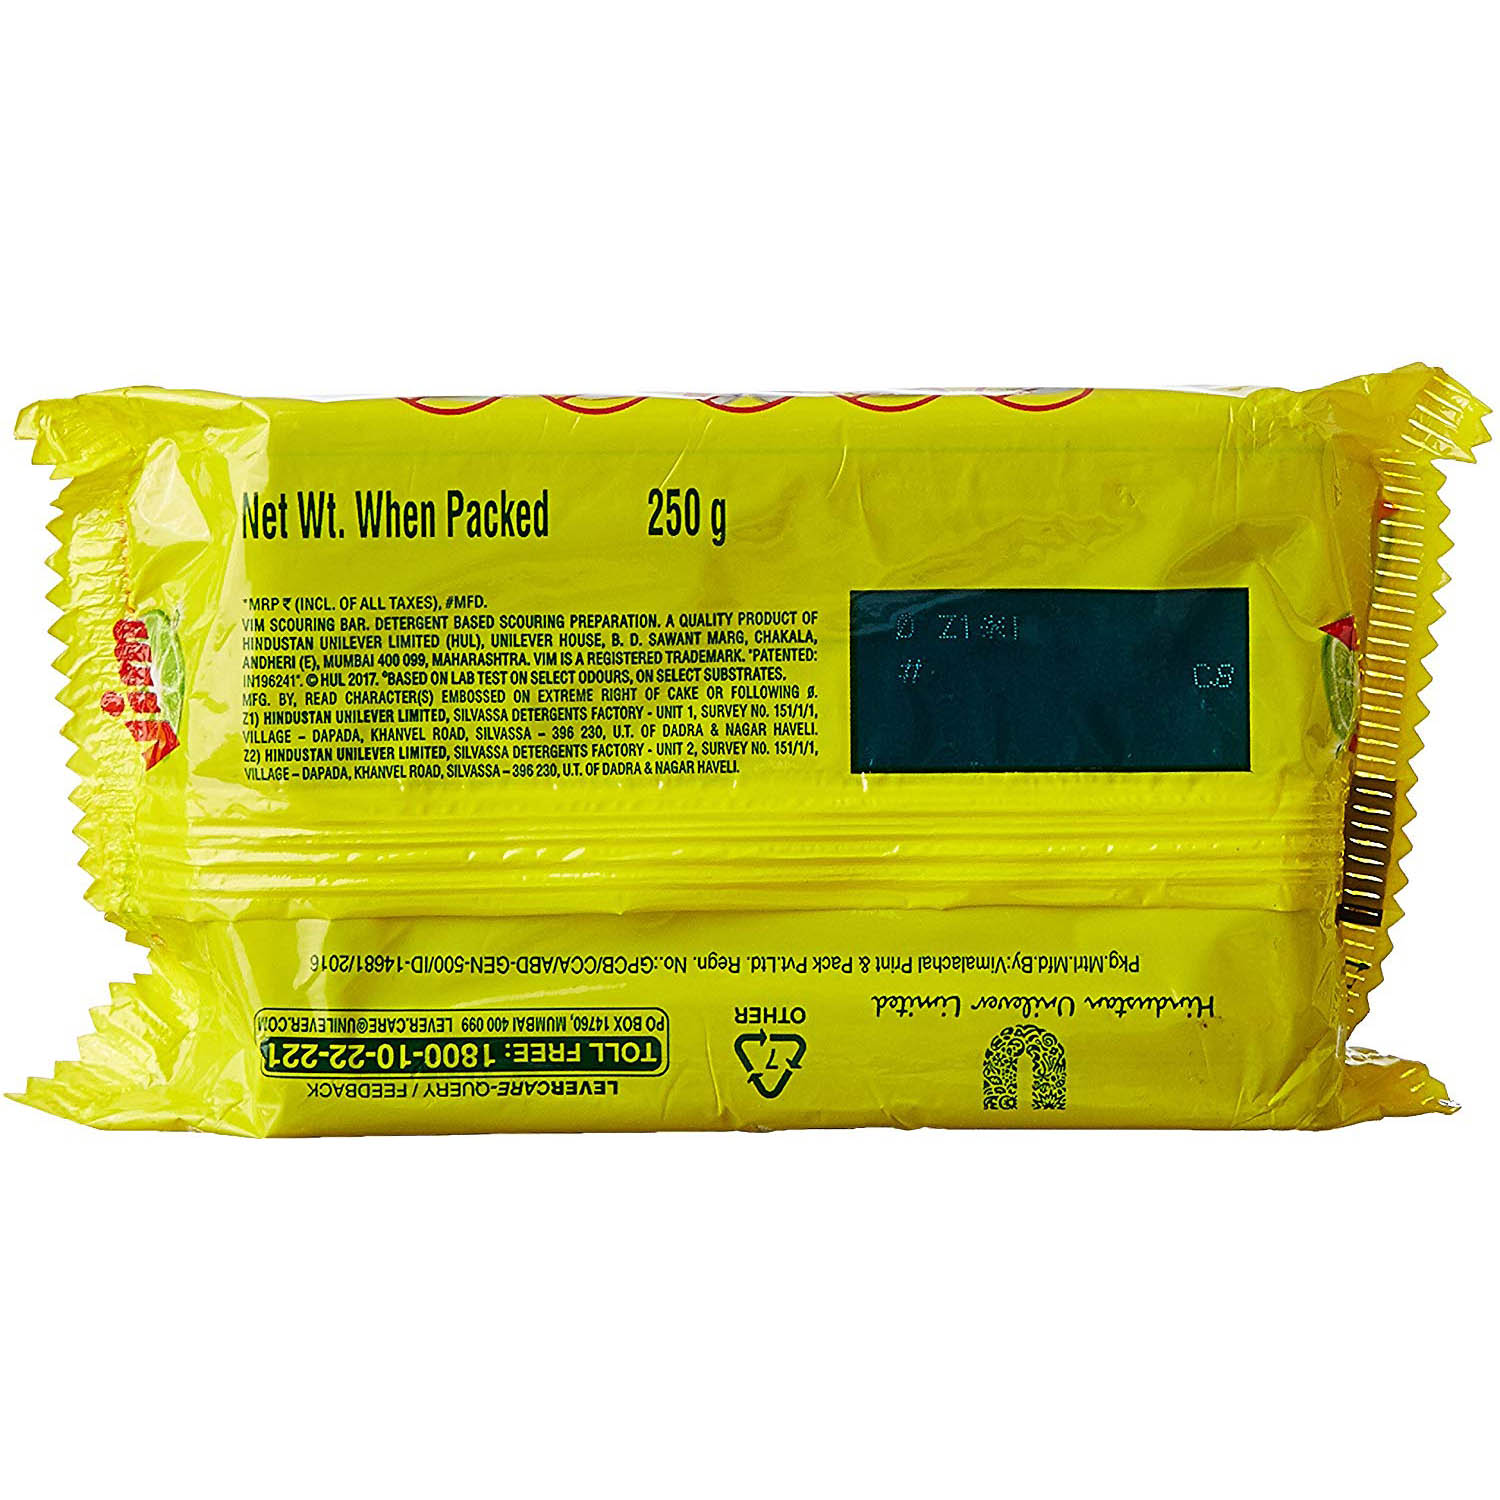 Net Wt. When Packed 250 g
*MRP ₹ (INCL. OF ALL TAXES), #MFD.
VIM SCOURING BAR. DETERGENT BASED SCOURING PREPARATION. A QUALITY PRODUCT OF
HINDUSTAN UNILEVER LIMITED (HUL), UNILEVER HOUSE, B. D. SAWANT MARG, CHAKALA,
ANDHERI (E), MUMBAI 400 099, MAHARASHTRA. VIM IS A REGISTERED TRADEMARK. *PATENTED:
IN196241*. © HUL 2017. *BASED ON LAB TEST ON SELECT ODOURS, ON SELECT SUBSTRATES.
MFG. BY, READ CHARACTER(S) EMBOSSED ON EXTREME RIGHT OF CAKE OR FOLLOWING Ø.
Z1) HINDUSTAN UNILEVER LIMITED, SILVASSA DETERGENTS FACTORY - UNIT 1, SURVEY NO. 151/1/1,
VILLAGE – DAPADA, KHANVEL ROAD, SILVASSA – 396 230, U.T. OF DADRA & NAGAR HAVELI.
Z2) HINDUSTAN UNILEVER LIMITED, SILVASSA DETERGENTS FACTORY - UNIT 2, SURVEY NO. 151/1/1,
VILLAGE – DAPADA, KHANVEL ROAD, SILVASSA – 396 230, U.T. OF DADRA & NAGAR HAVELI.
Ø Z1
# C8
Vim
LEVERCARE-QUERY / FEEDBACK
TOLL FREE: 1800-10-22-221
PO BOX 14760, MUMBAI 400 099 LEVER.CARE@UNILEVER.COM
7
OTHER
Hindustan Unilever Limited
Pkg.Mtrl.Mfd.By:Vimalachal Print & Pack Pvt.Ltd. Regn. No.:GPCB/CCA/ABD-GEN-500/ID-14681/2016